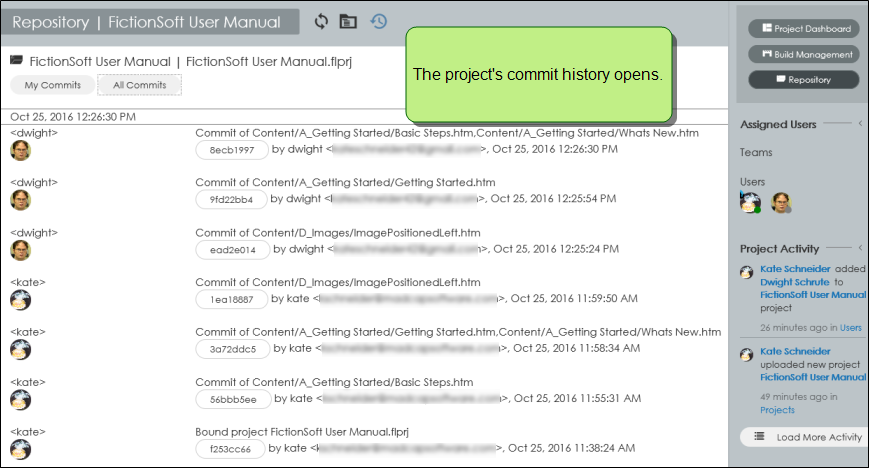 Repository | FictionSoft User Manual
FictionSoft User Manual | FictionSoft User Manual.flprj
My Commits All Commits
The project's commit history opens.
Oct 25, 2016 12:26:30 PM
<dwight>
Commit of Content/A_Getting Started/Basic Steps.htm,Content/A_Getting Started/Whats New.htm
8ecb1997 by dwight < >, Oct 25, 2016 12:26:30 PM
<dwight>
Commit of Content/A_Getting Started/Getting Started.htm
9fd22bb4 by dwight < >, Oct 25, 2016 12:25:54 PM
<dwight>
Commit of Content/D_Images/ImagePositionedLeft.htm
ead2e014 by dwight < >, Oct 25, 2016 12:25:24 PM
<kate>
Commit of Content/D_Images/ImagePositionedLeft.htm
1ea18887 by kate < >, Oct 25, 2016 11:59:50 AM
<kate>
Commit of Content/A_Getting Started/Getting Started.htm,Content/A_Getting Started/Whats New.htm
3a72ddc5 by kate < >, Oct 25, 2016 11:58:34 AM
<kate>
Commit of Content/A_Getting Started/Basic Steps.htm
56bbb5ee by kate < >, Oct 25, 2016 11:55:31 AM
<kate>
Bound project FictionSoft User Manual.flprj
f253cc66 by kate < >, Oct 25, 2016 11:38:24 AM
Project Dashboard
Build Management
Repository
Assigned Users
Teams
Users
Project Activity
Kate Schneider added
Dwight Schrute to
FictionSoft User Manual
project
26 minutes ago in Users
Kate Schneider
uploaded new project
FictionSoft User Manual
49 minutes ago in
Projects
Load More Activity